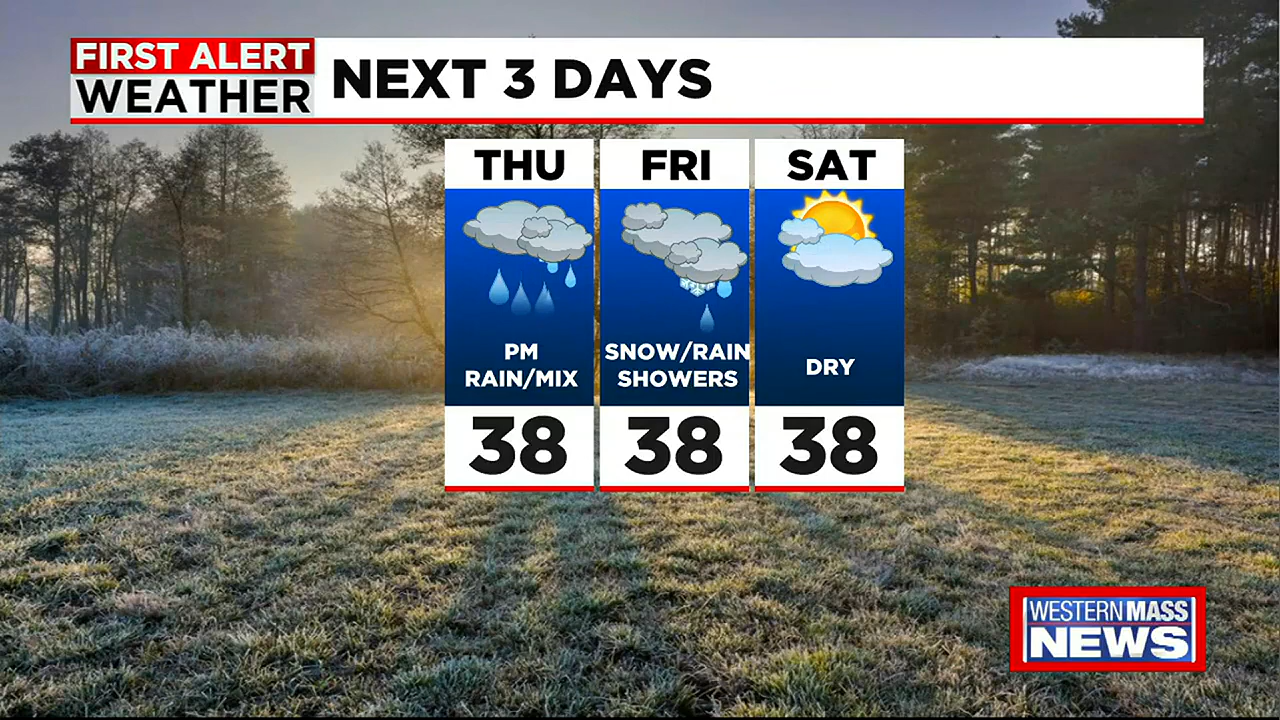 FIRST ALERT
WEATHER
NEXT 3 DAYS
THU
FRI
SAT
PM
RAIN/MIX
SNOW/RAIN
SHOWERS
DRY
38
38
38
WESTERN MASS
NEWS